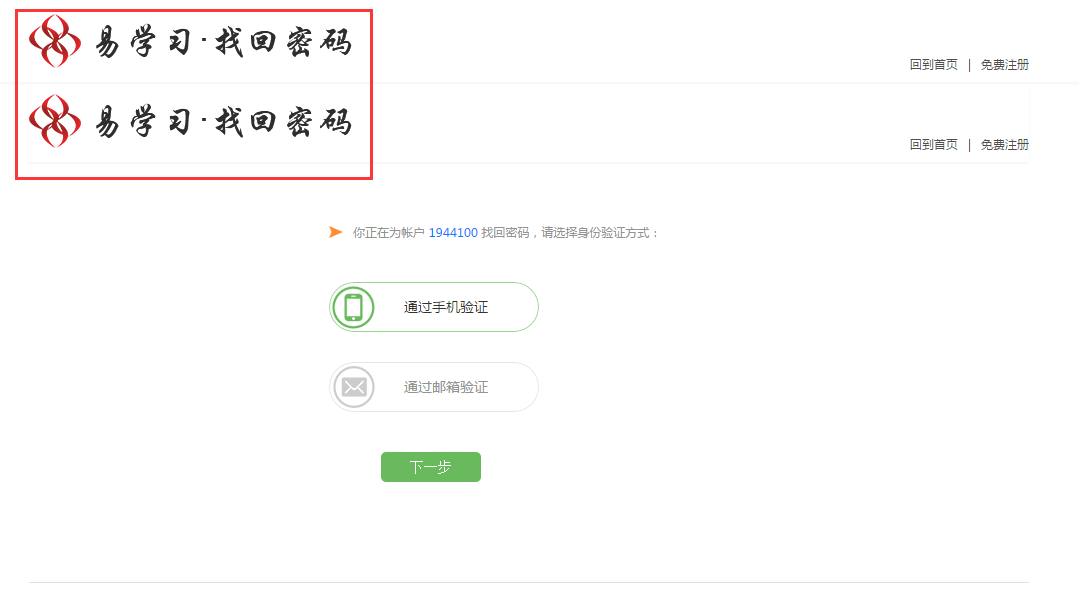 易学习·找回密码
回到首页 | 免费注册
易学习·找回密码
回到首页 | 免费注册
你正在为帐户 1944100 找回密码，请选择身份验证方式：
通过手机验证
通过邮箱验证
下一步